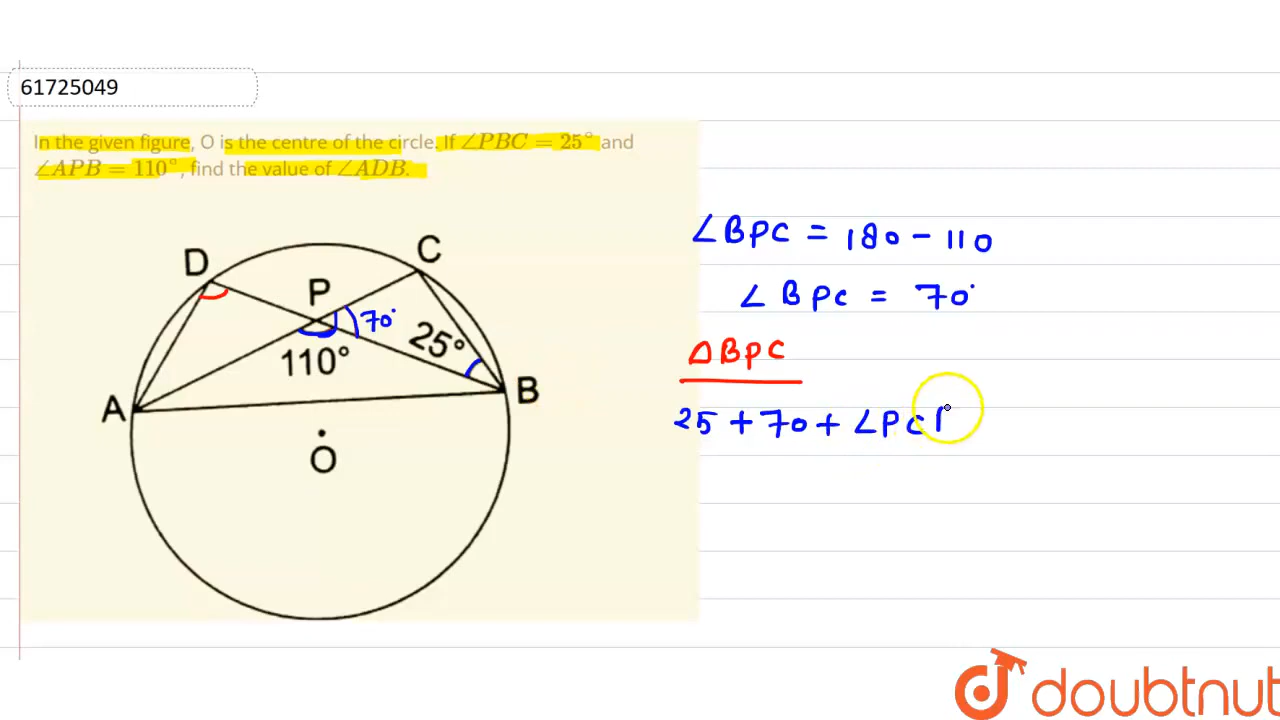 61725049
In the given figure, O is the centre of the circle. If ∠PBC = 25° and
∠APB = 110°, find the value of ∠ADB.
∠BPC = 180 - 110
∠BPC = 70°
△BPC
25 + 70 + ∠PC
D
C
P
70°
25°
110°
A
B
O
doubtnut